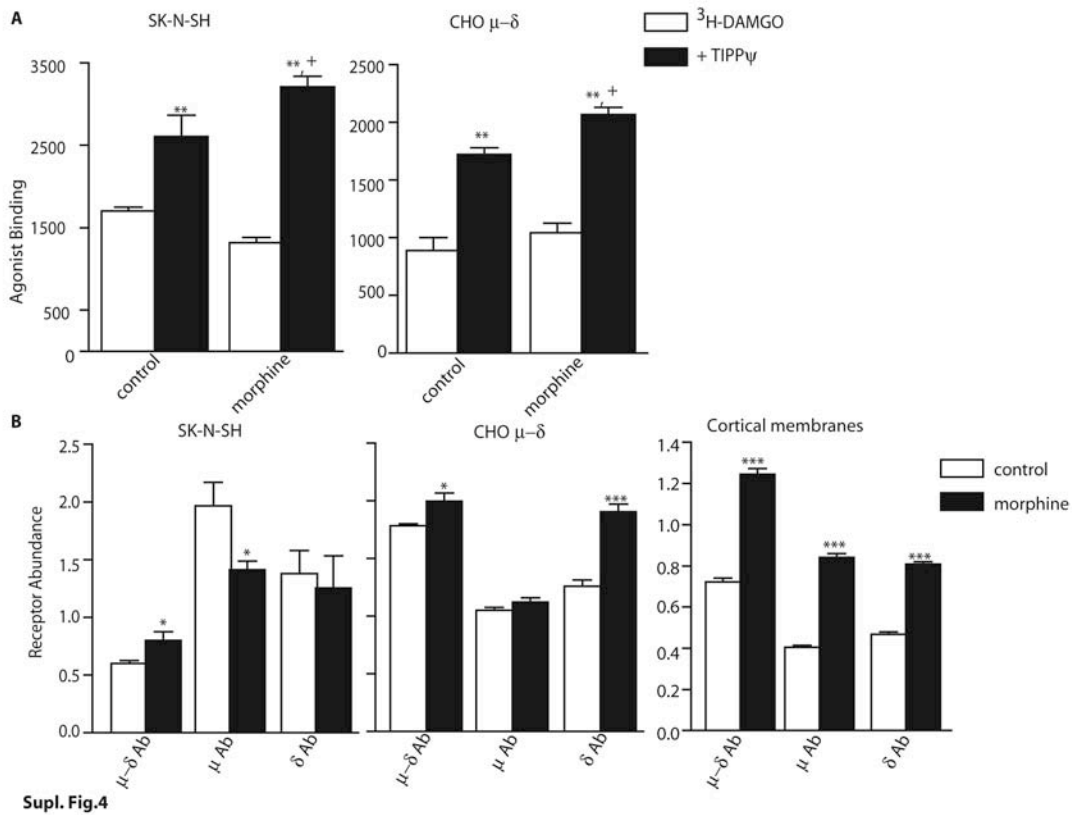 A
SK-N-SH
CHO μ–δ
³H-DAMGO
+ TIPPψ
Agonist Binding
3500
2500
1500
500
0
**
**, +
control
morphine
2500
2000
1500
1000
500
0
**
**, +
control
morphine
B
SK-N-SH
CHO μ–δ
Cortical membranes
control
morphine
Receptor Abundance
2.5
2.0
1.5
1.0
0.5
0.0
*
*
μ–δ Ab
μ Ab
δ Ab
*
***
μ–δ Ab
μ Ab
δ Ab
1.4
1.2
1.0
0.8
0.6
0.4
0.2
0.0
***
***
***
μ–δ Ab
μ Ab
δ Ab
Supl. Fig.4